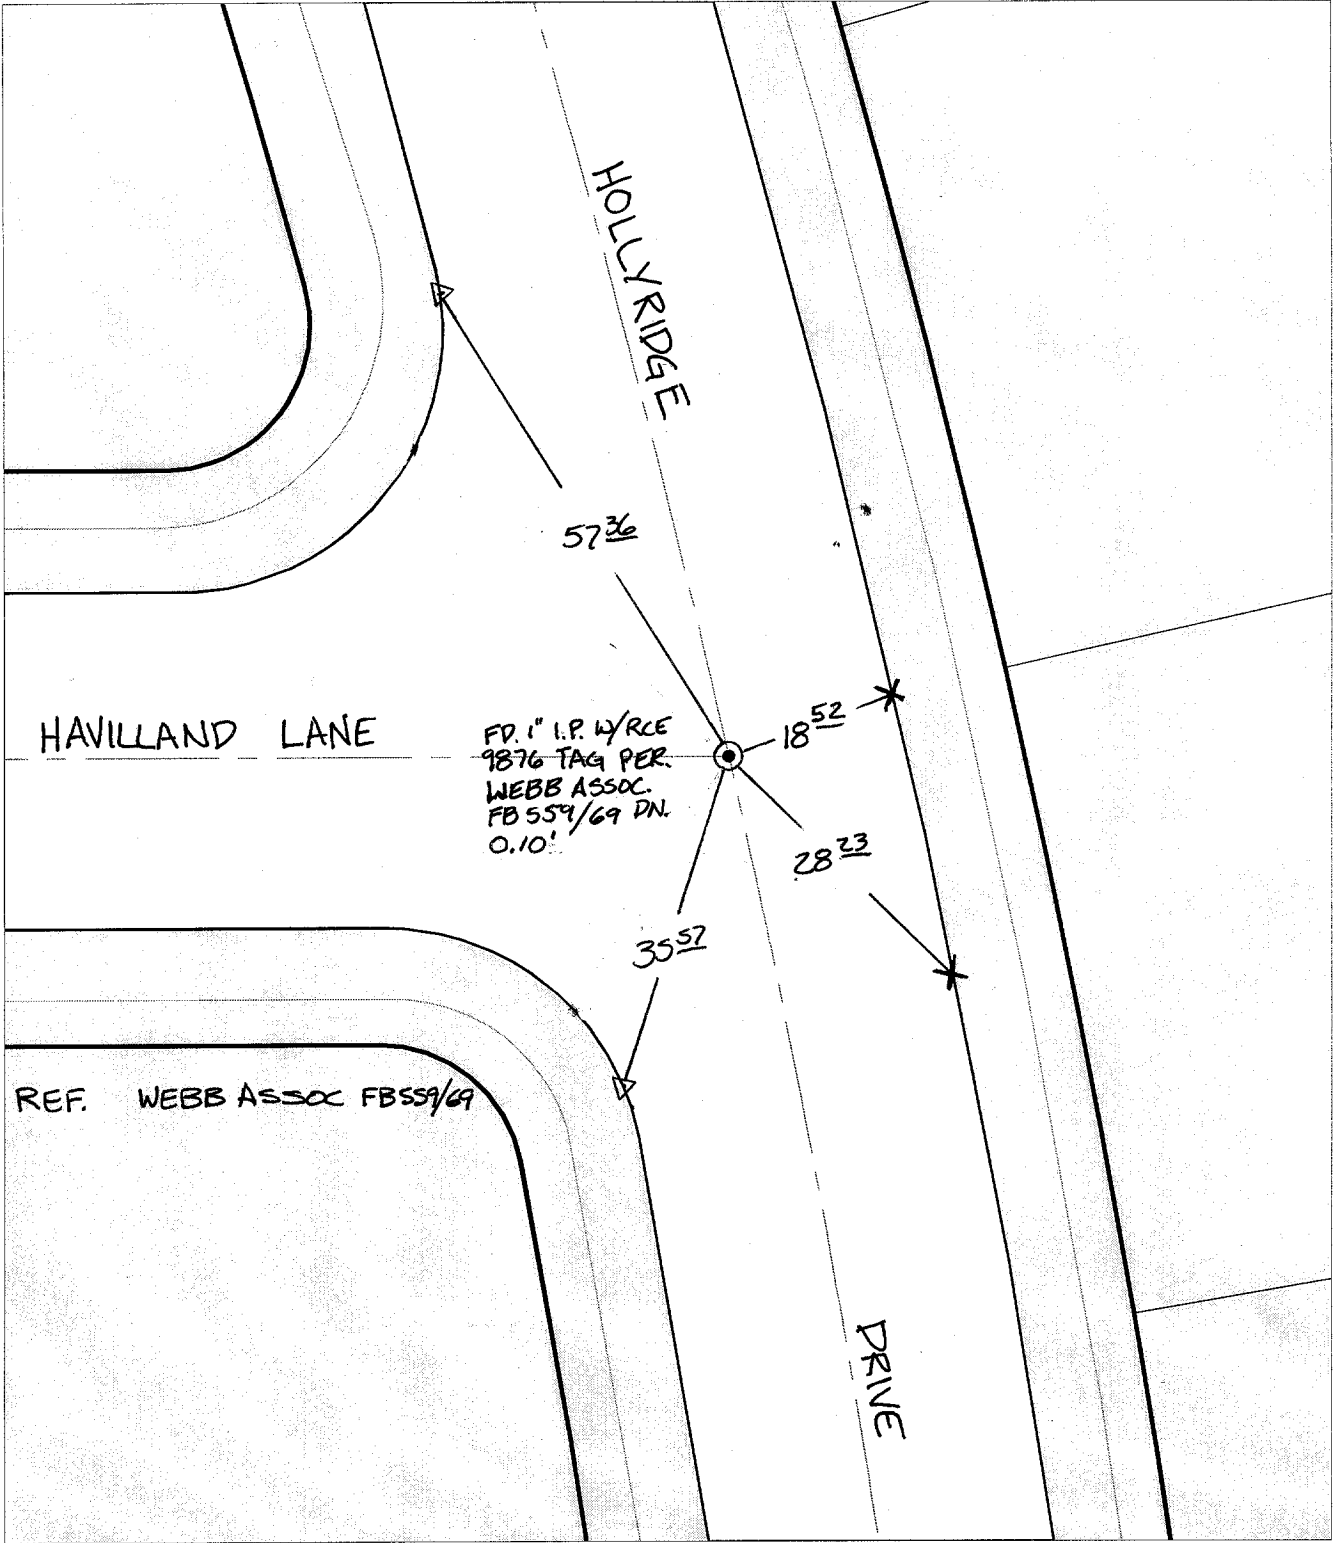 HOLLYRIDGE
57 36
HAVILLAND LANE
FD. 1" I.P. W/RCE
9876 TAG PER.
WEBB ASSOC.
FB 559/69 DN.
0.10'
18 52
28 23
35 57
REF. WEBB ASSOC FB559/69
DRIVE